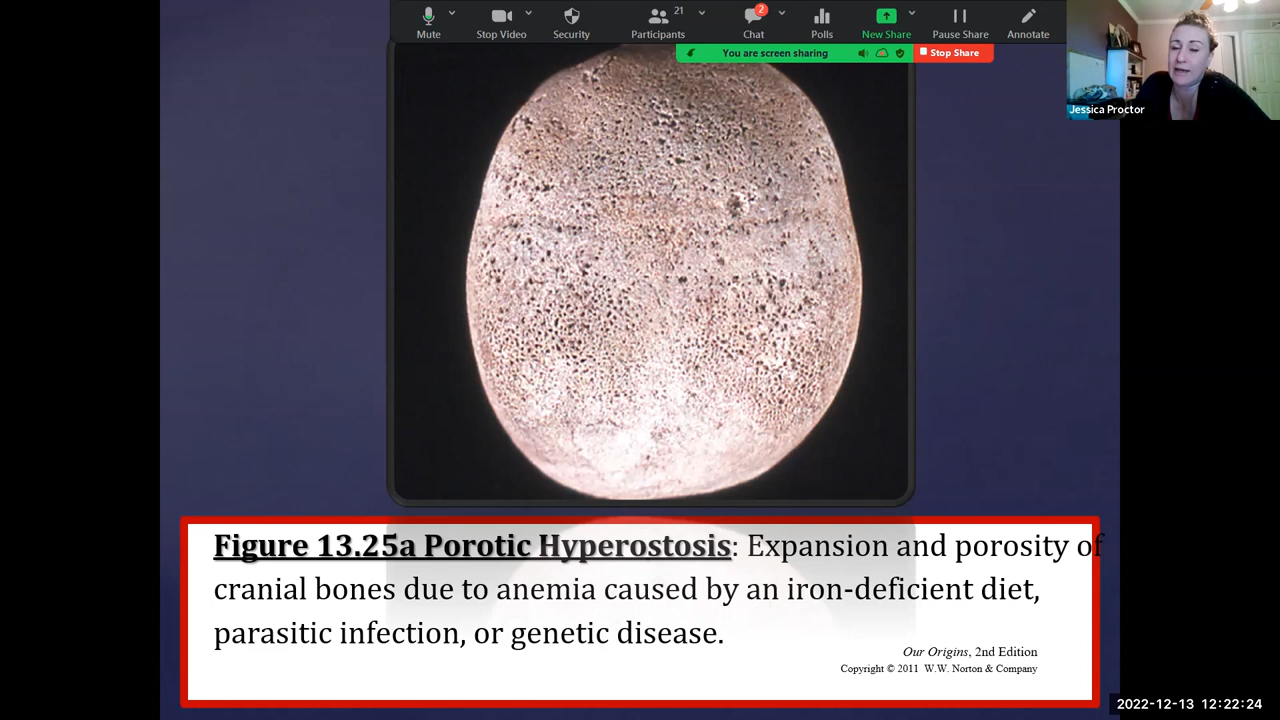 Mute
Stop Video
Security
21
Participants
2
Chat
Polls
New Share
Pause Share
Annotate
You are screen sharing
Stop Share
Jessica Proctor
Figure 13.25a Porotic Hyperostosis: Expansion and porosity of
cranial bones due to anemia caused by an iron-deficient diet,
parasitic infection, or genetic disease.
Our Origins, 2nd Edition
Copyright © 2011 W.W. Norton & Company
2022-12-13 12:22:24